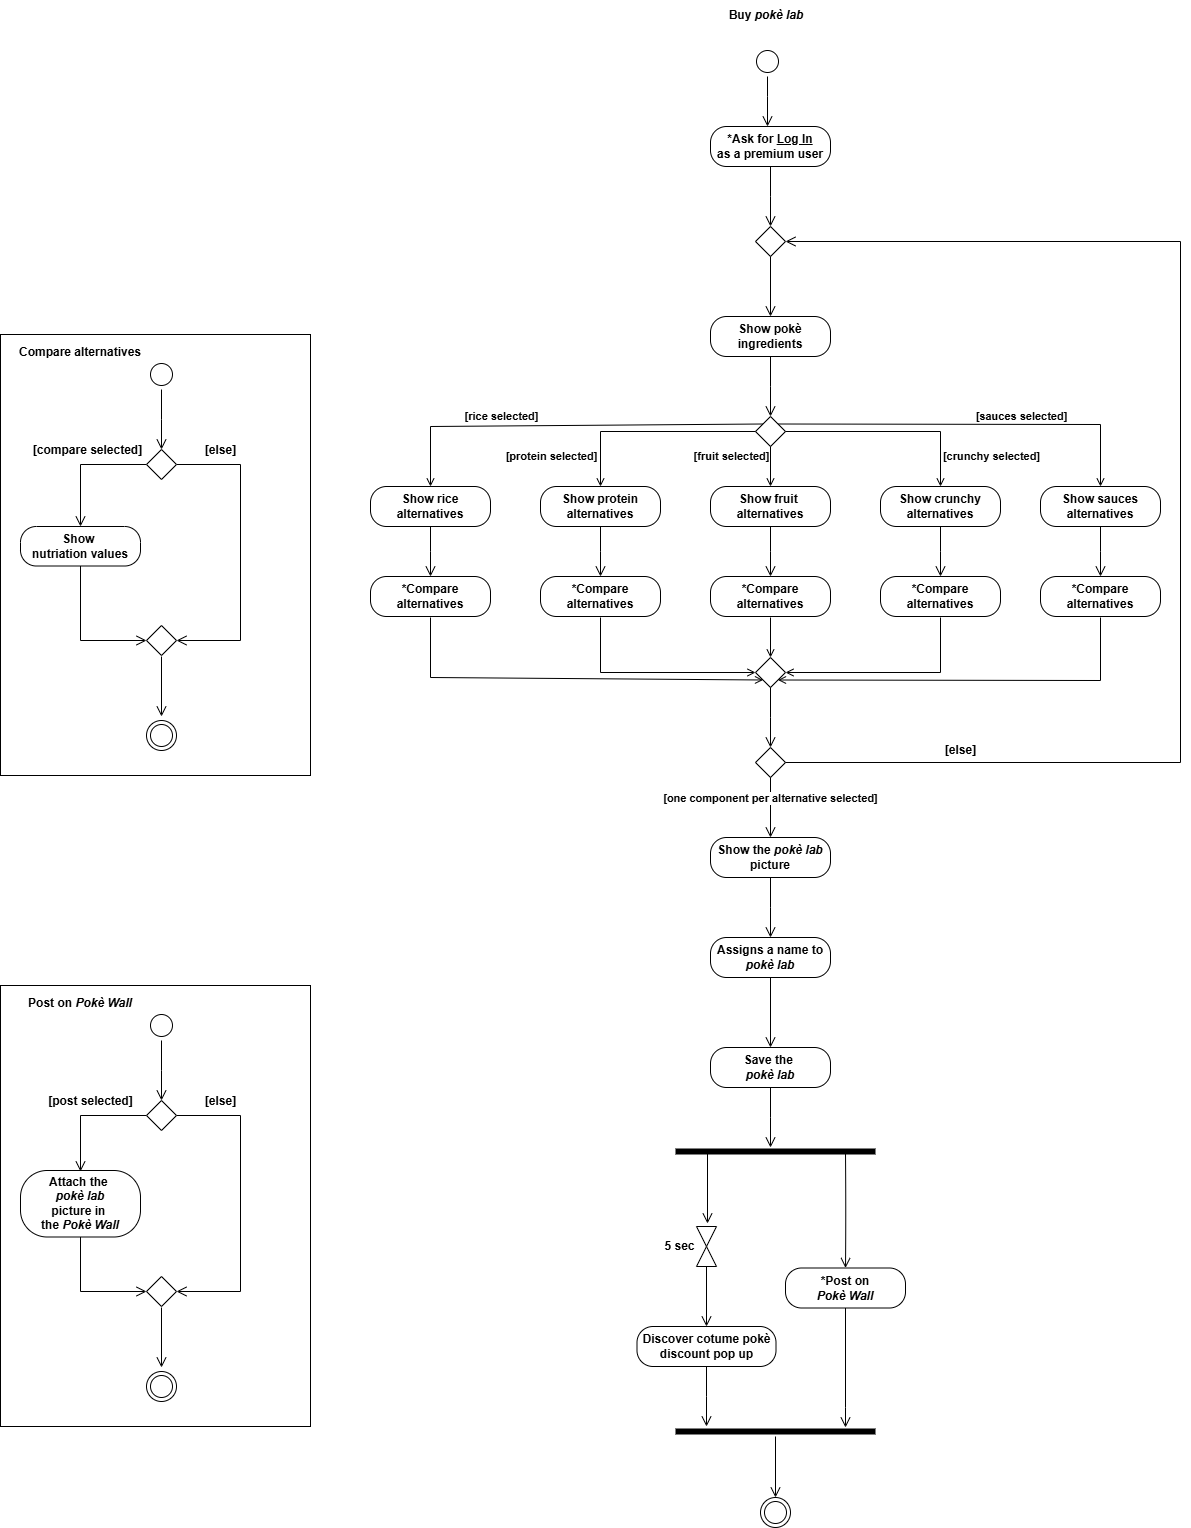 Buy pokè lab
*Ask for Log In
as a premium user
Show pokè
ingredients
[rice selected]
[sauces selected]
[protein selected]
[fruit selected]
[crunchy selected]
Show rice
alternatives
Show protein
alternatives
Show fruit
alternatives
Show crunchy
alternatives
Show sauces
alternatives
*Compare
alternatives
*Compare
alternatives
*Compare
alternatives
*Compare
alternatives
*Compare
alternatives
[else]
[one component per alternative selected]
Show the pokè lab
picture
Assigns a name to
pokè lab
Save the
pokè lab
5 sec
*Post on
Pokè Wall
Discover cotume pokè
discount pop up
Compare alternatives
[compare selected]
[else]
Show
nutriation values
Post on Pokè Wall
[post selected]
[else]
Attach the
pokè lab
picture in
the Pokè Wall